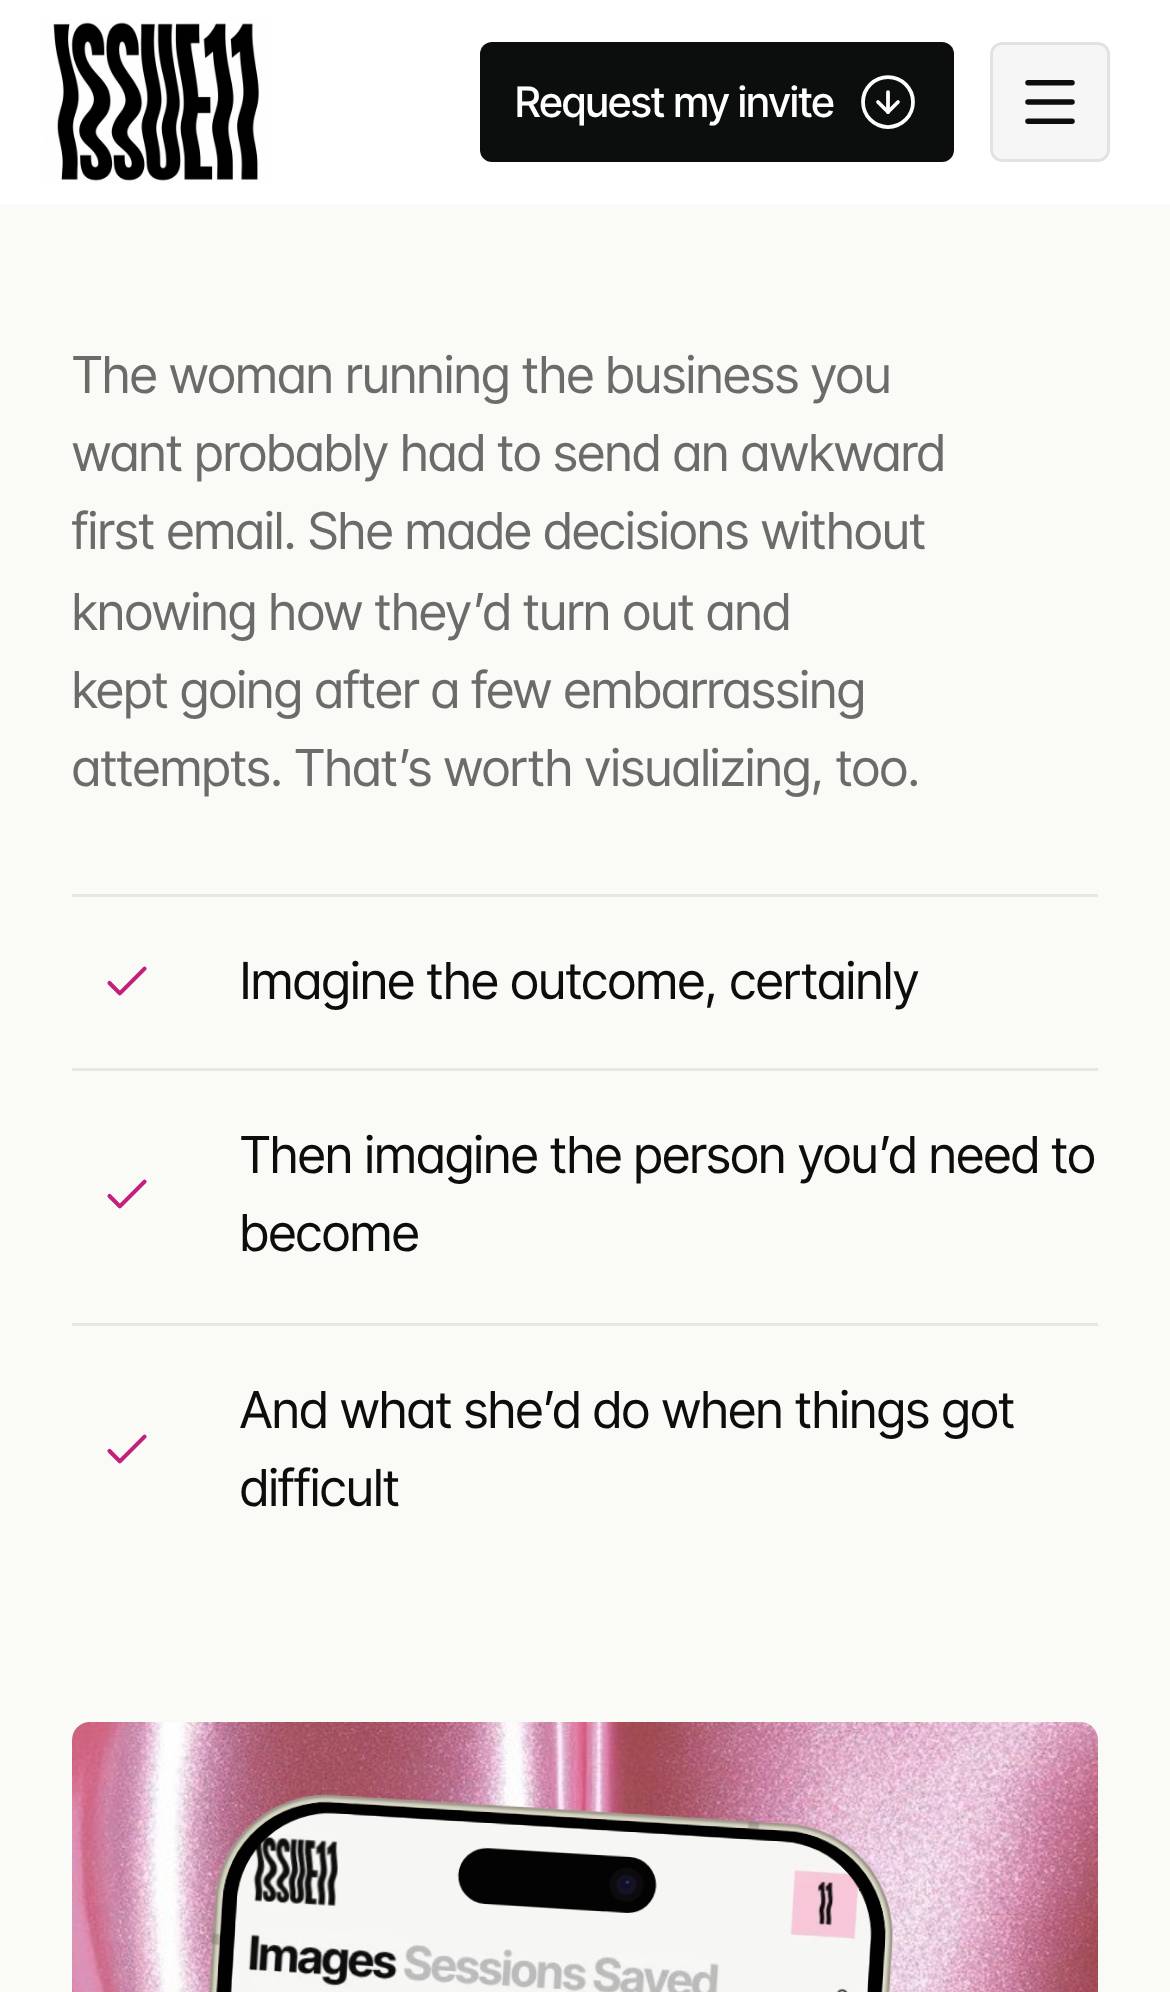 ISSUE11
Request my invite
The woman running the business you
want probably had to send an awkward
first email. She made decisions without
knowing how they’d turn out and
kept going after a few embarrassing
attempts. That’s worth visualizing, too.
Imagine the outcome, certainly
Then imagine the person you’d need to
become
And what she’d do when things got
difficult
ISSUE11
11
Images Sessions Saved